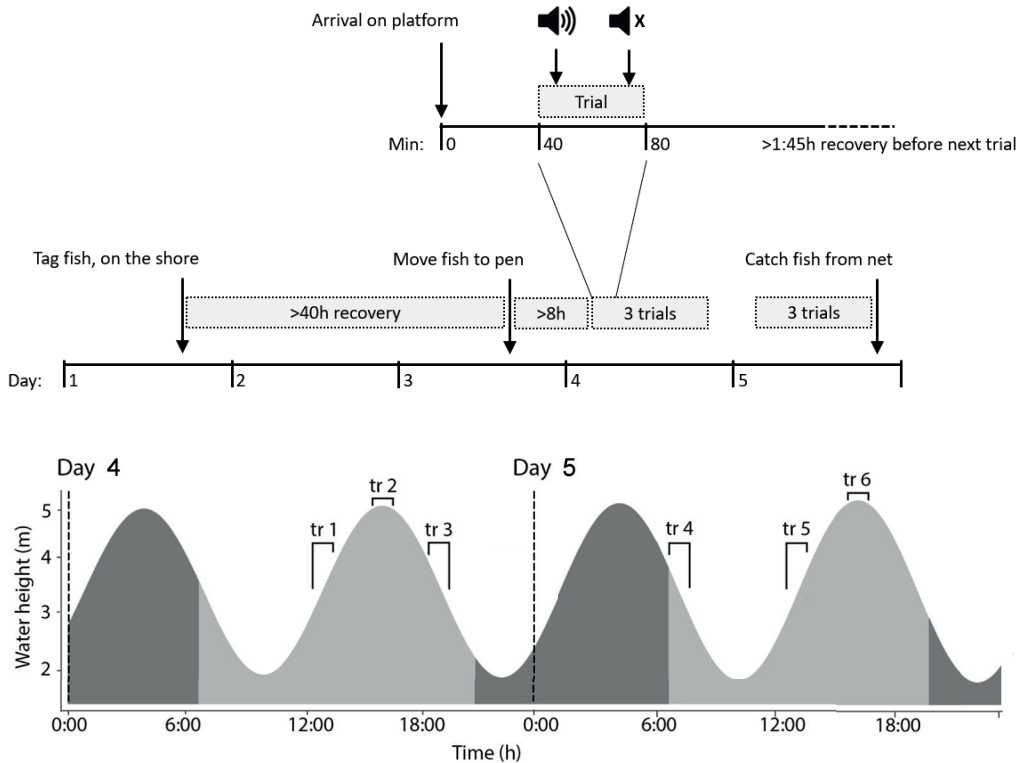 Arrival on platform
x
Trial
Min: 0 40 80 >1:45h recovery before next trial
Tag fish, on the shore Move fish to pen Catch fish from net
>40h recovery >8h 3 trials 3 trials
Day: 1 2 3 4 5
Day 4 Day 5
tr 1 tr 2 tr 3 tr 4 tr 5 tr 6
Water height (m)
5
4
3
2
0:00 6:00 12:00 18:00 0:00 6:00 12:00 18:00
Time (h)